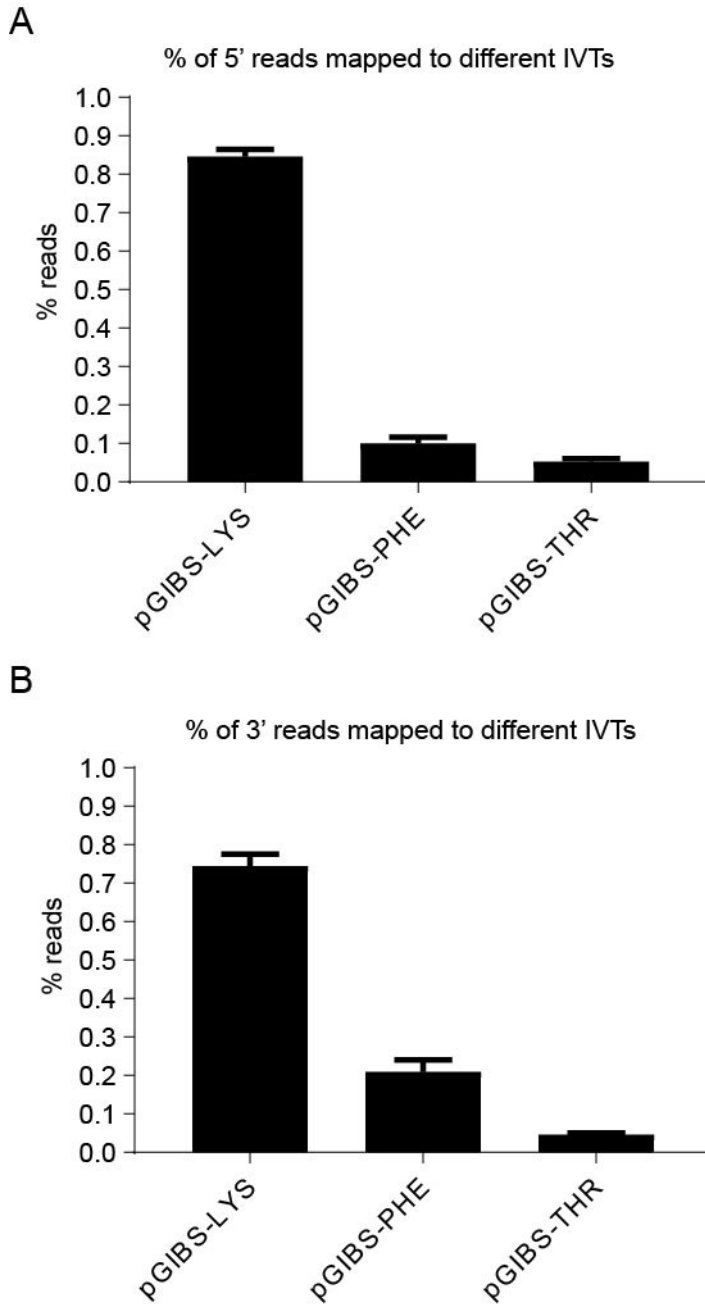 A
% of 5’ reads mapped to different IVTs
1.0
0.9
0.8
0.7
0.6
0.5
0.4
0.3
0.2
0.1
0.0
% reads
pGIBS-LYS
pGIBS-PHE
pGIBS-THR
B
% of 3’ reads mapped to different IVTs
1.0
0.9
0.8
0.7
0.6
0.5
0.4
0.3
0.2
0.1
0.0
% reads
pGIBS-LYS
pGIBS-PHE
pGIBS-THR